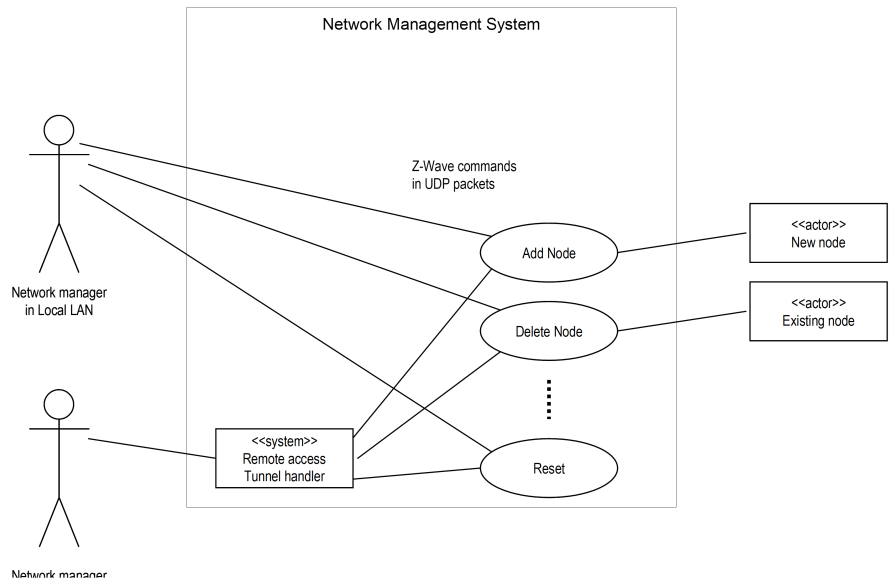 Network Management System
Z-Wave commands
in UDP packets
Add Node
<<actor>>
New node
Network manager
in Local LAN
Delete Node
<<actor>>
Existing node
<<system>>
Remote access
Tunnel handler
Reset
Network manager